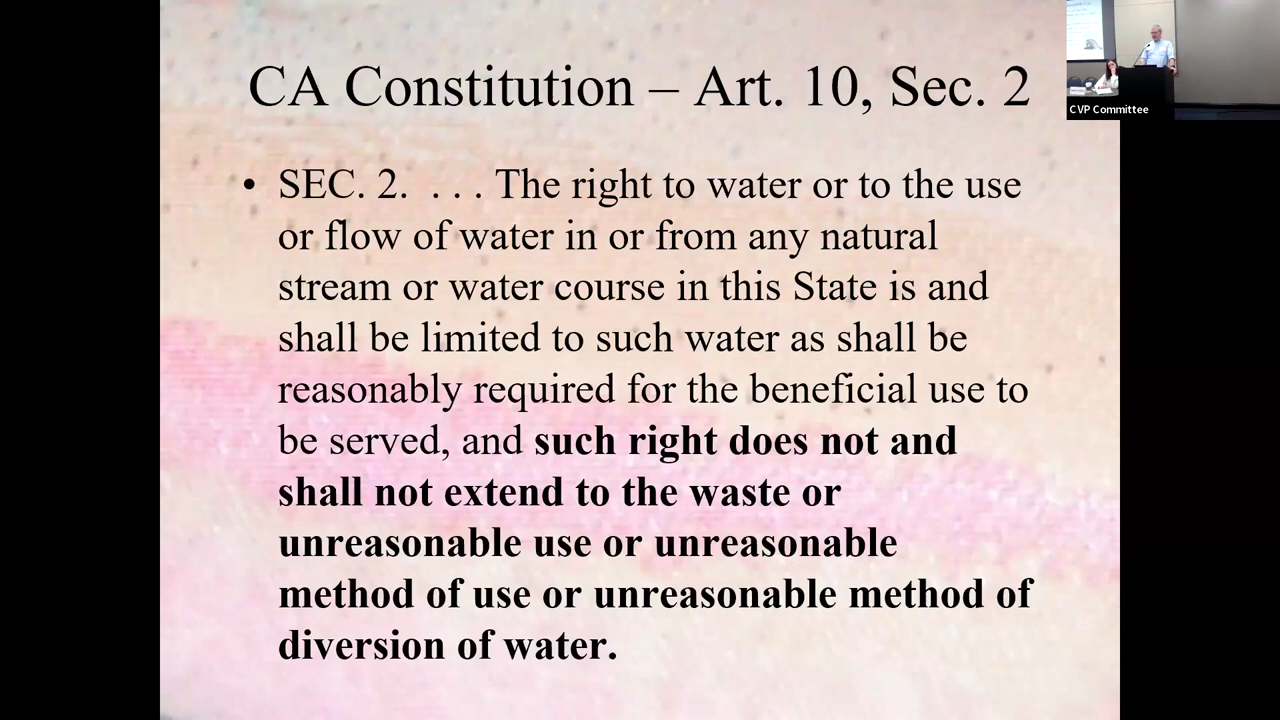 CA Constitution – Art. 10, Sec. 2
CVP Committee
• SEC. 2. . . . The right to water or to the use
or flow of water in or from any natural
stream or water course in this State is and
shall be limited to such water as shall be
reasonably required for the beneficial use to
be served, and such right does not and
shall not extend to the waste or
unreasonable use or unreasonable
method of use or unreasonable method of
diversion of water.